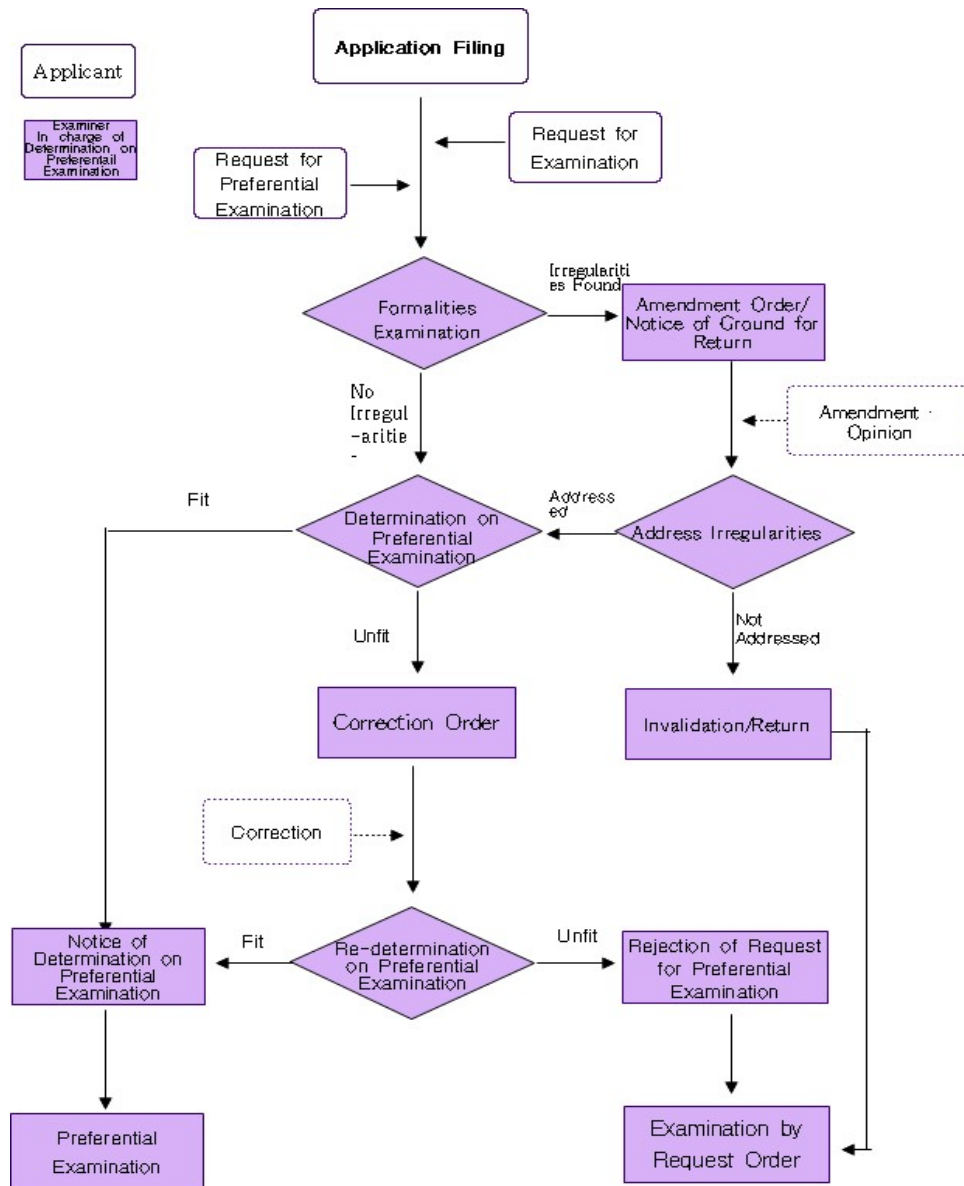 Application Filing
Applicant
Examiner
In charge of
Determination on
Preferentail
Examination
Request for
Examination
Request for
Preferential
Examination
Irregulariti
es Found
Formalities
Examination
Amendment Order/
Notice of Ground for
Return
No
Irregul
-aritie
-
Amendment ·
Opinion
Fit
Address
ed
Determination on
Preferential
Examination
Address Irregularities
Unfit
Not
Addressed
Correction Order
Invalidation/Return
Correction
Notice of
Determination on
Preferential
Examination
Fit
Re-determination
on Preferential
Examination
Unfit
Rejection of Request
for Preferential
Examination
Preferential
Examination
Examination by
Request Order